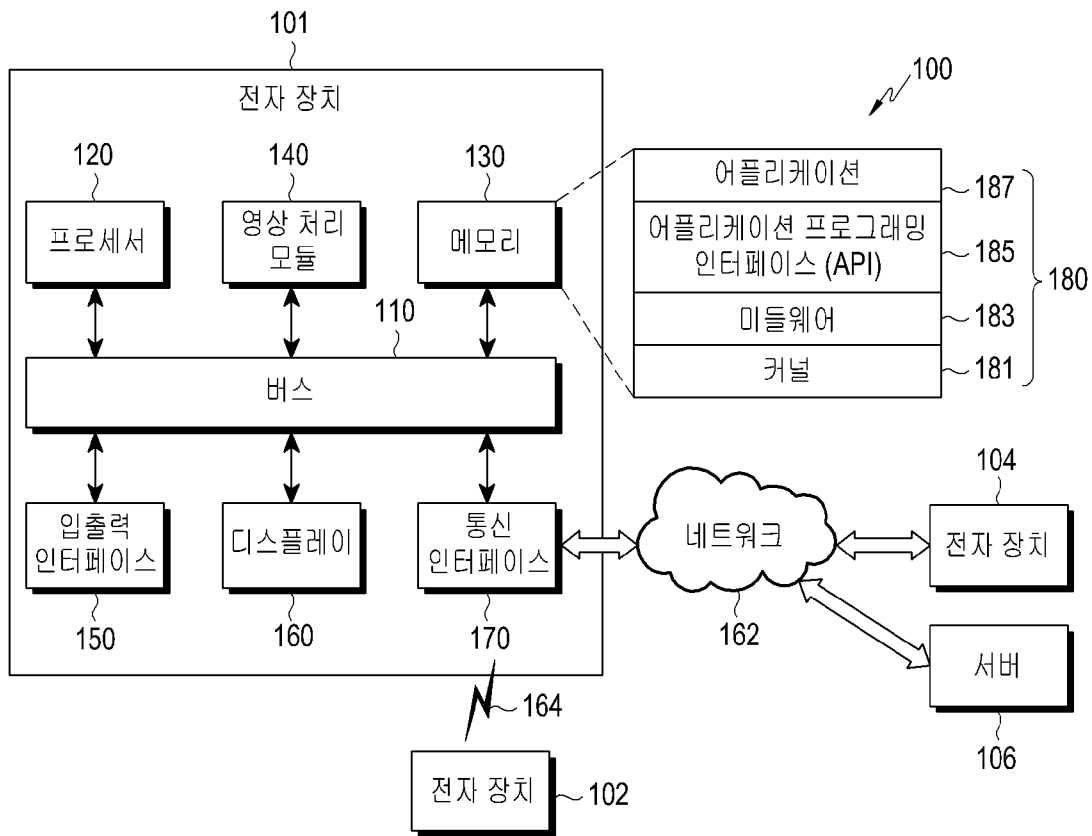 101
전자 장치
100
120
140
130
프로세서
영상 처리
모듈
메모리
어플리케이션
187
어플리케이션 프로그래밍
인터페이스 (API)
185
180
미들웨어
183
커널
181
110
버스
입출력
인터페이스
디스플레이
통신
인터페이스
150
160
170
네트워크
162
104
전자 장치
서버
106
164
전자 장치
102